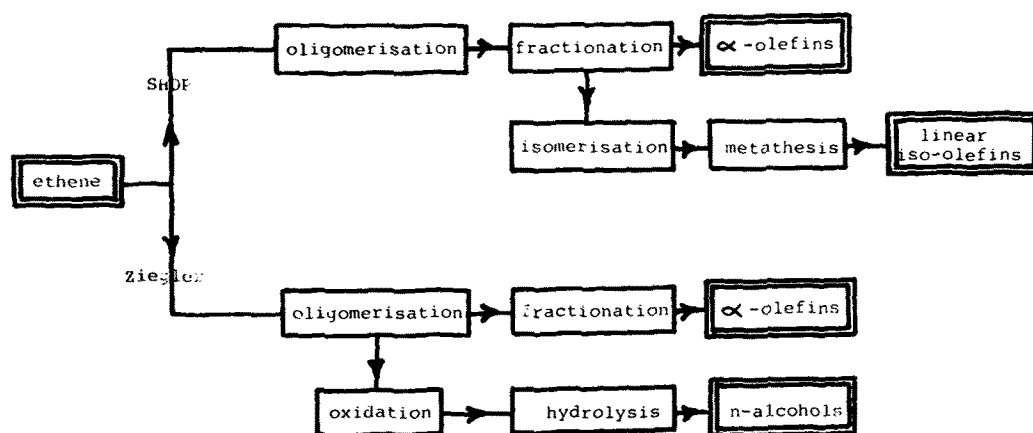 oligomerisation
fractionation
α-olefins
SHOP
isomerisation
metathesis
linear
iso-olefins
ethene
Ziegler
oligomerisation
fractionation
α-olefins
oxidation
hydrolysis
n-alcohols